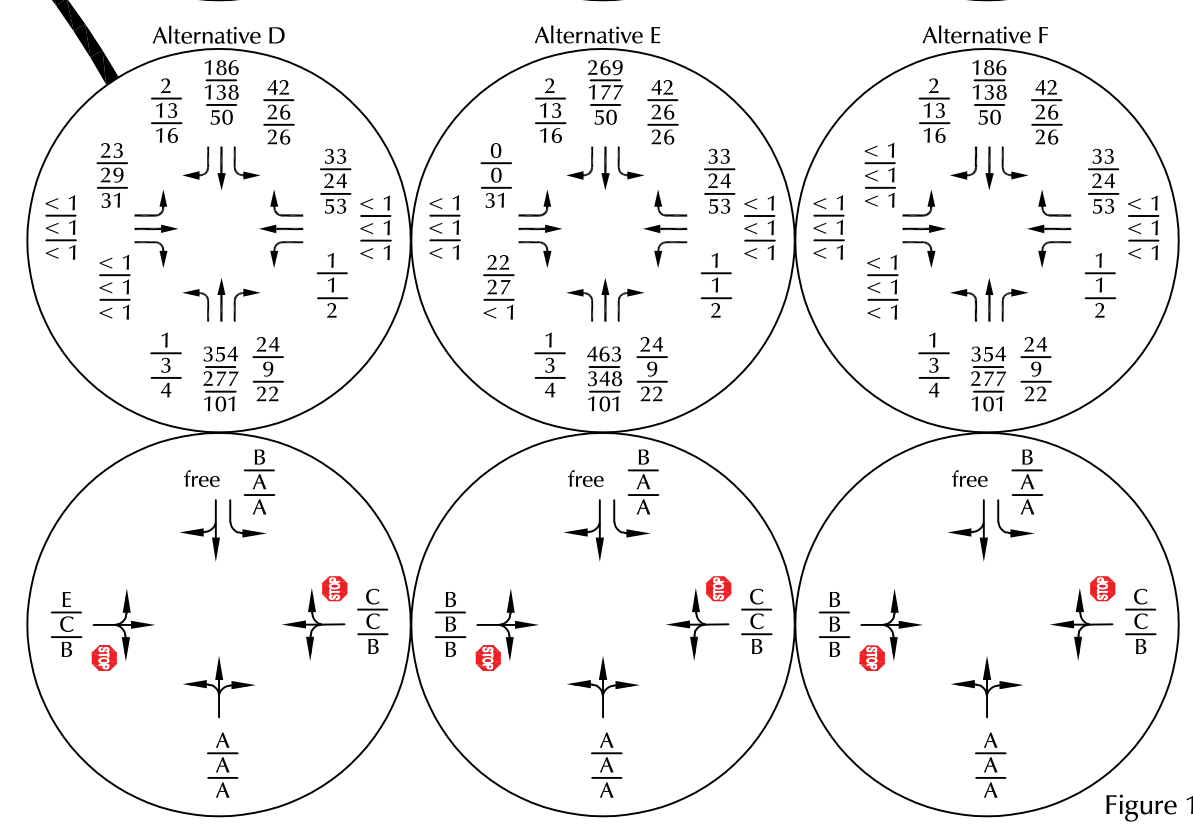 Alternative D
Alternative E
Alternative F
186
138
50
2
13
16
42
26
26
23
29
31
33
24
53
< 1
< 1
< 1
< 1
< 1
< 1
< 1
< 1
< 1
1
1
2
1
3
4
354
277
101
24
9
22
269
177
50
2
13
16
42
26
26
0
0
31
33
24
53
< 1
< 1
< 1
< 1
< 1
< 1
22
27
< 1
1
1
2
1
3
4
463
348
101
24
9
22
186
138
50
2
13
16
42
26
26
< 1
< 1
< 1
33
24
53
< 1
< 1
< 1
< 1
< 1
< 1
< 1
< 1
< 1
1
1
2
1
3
4
354
277
101
24
9
22
free
B
A
A
STOP
E
C
B
C
C
B
STOP
A
A
A
free
B
A
A
STOP
B
B
B
C
C
B
STOP
A
A
A
free
B
A
A
STOP
B
B
B
C
C
B
STOP
A
A
A
Figure 1